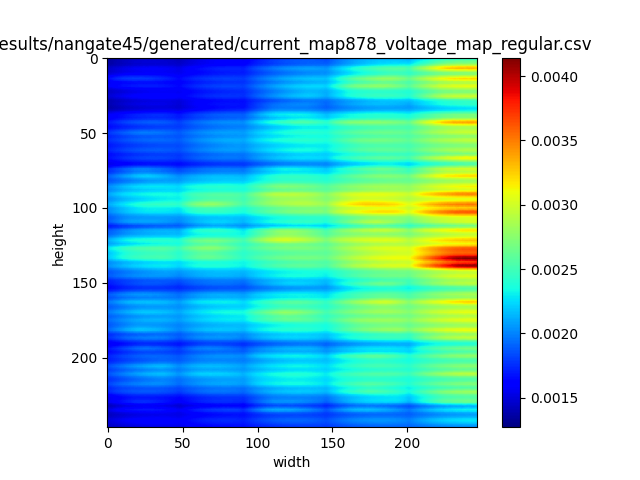 esults/nangate45/generated/current_map878_voltage_map_regular.csv
0
50
100
150
200
height
0 50 100 150 200
width
0.0040
0.0035
0.0030
0.0025
0.0020
0.0015